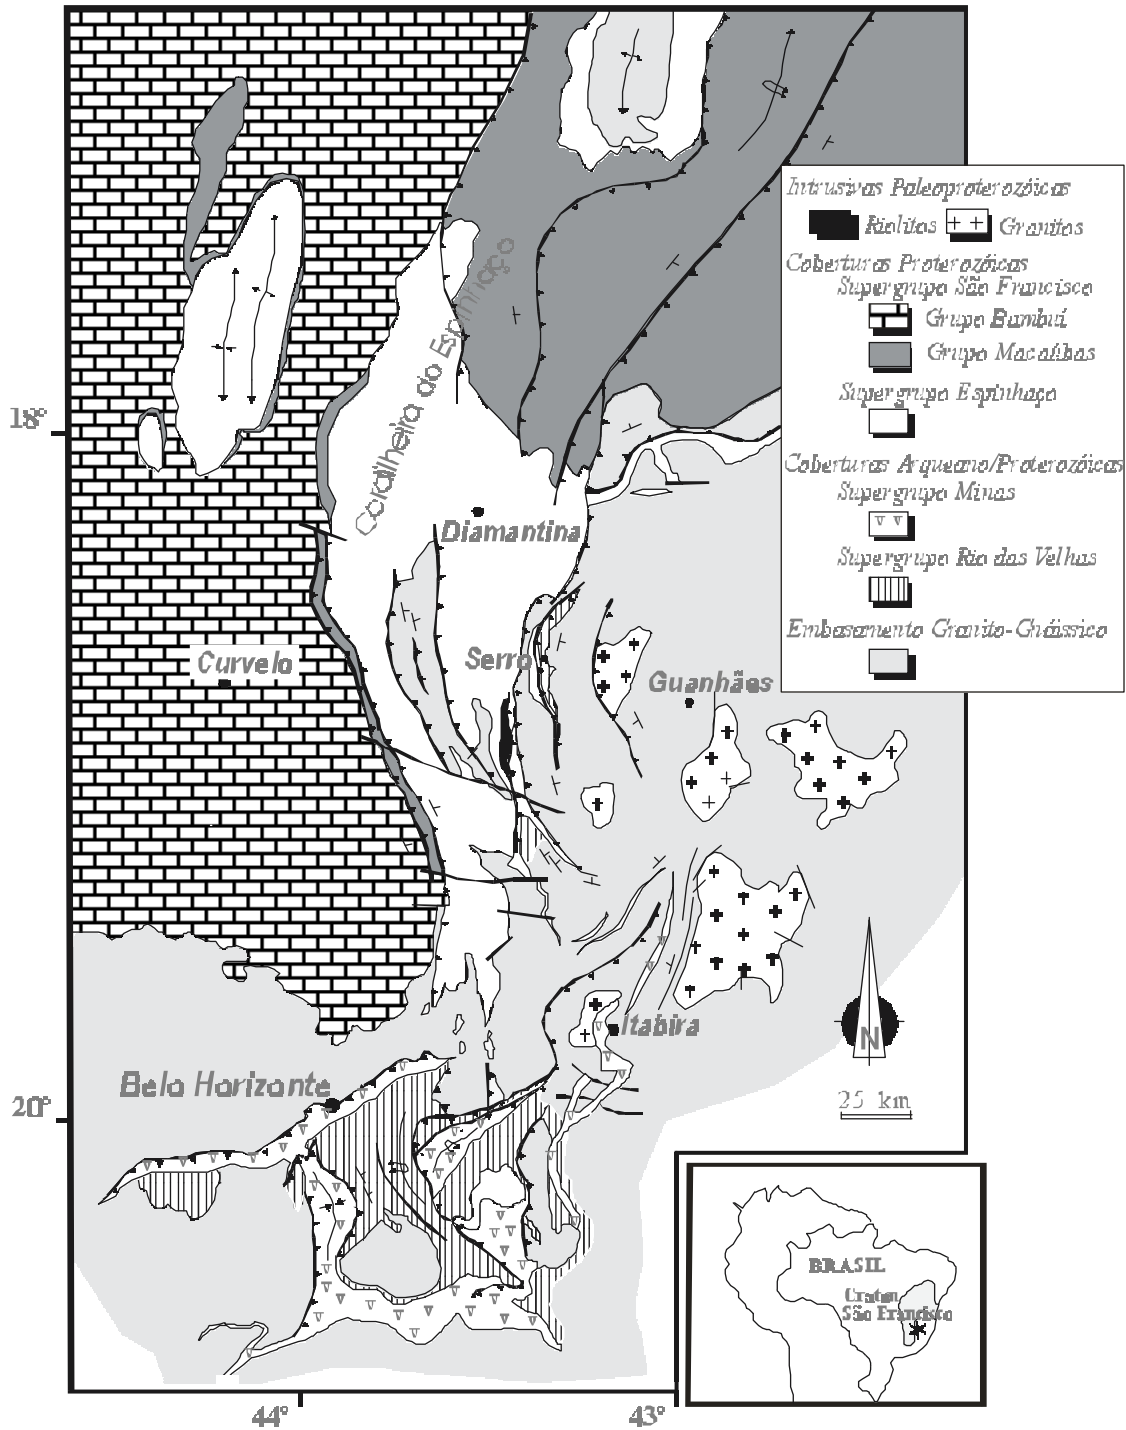 Intrusivas Paleoproterozóicas
Riolitos
Granitos
Coberturas Proterozóicas
Supergrupo São Francisco
Grupo Bambuí
Grupo Macaúbas
Supergrupo Espinhaço
Coberturas Arqueano/Proterozóicas
Supergrupo Minas
Supergrupo Rio das Velhas
Embasamento Granito-Gnáissico
Cordilheira do Espinhaço
18°
Diamantina
Curvelo
Serro
Guanhães
Itabira
Belo Horizonte
20°
N
25 km
BRASIL
Craton
São Francisco
44°
43°